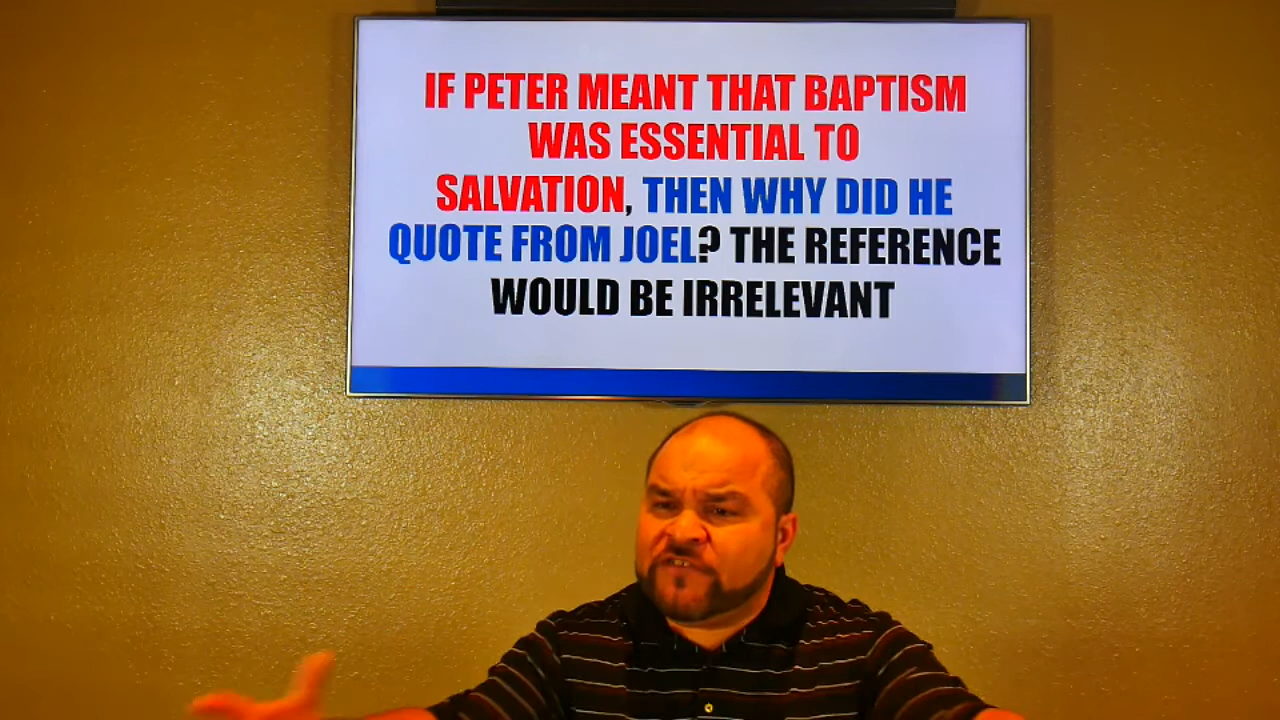 IF PETER MEANT THAT BAPTISM
WAS ESSENTIAL TO
SALVATION, THEN WHY DID HE
QUOTE FROM JOEL? THE REFERENCE
WOULD BE IRRELEVANT